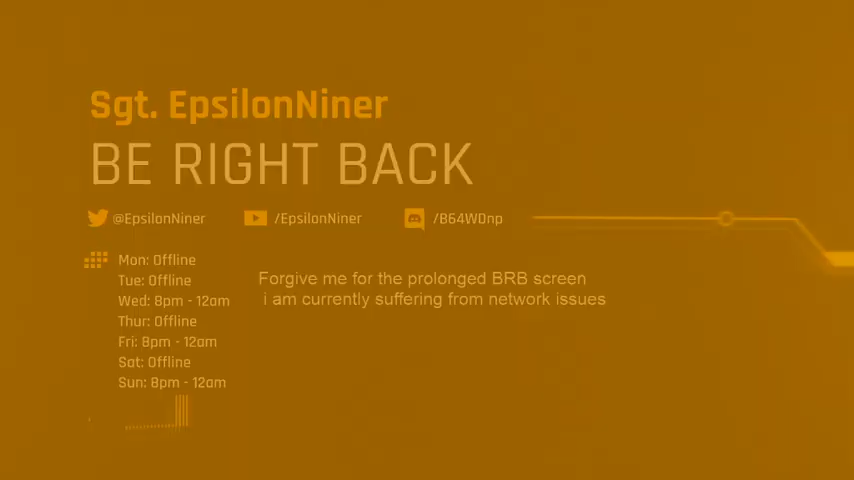 Sgt. EpsilonNiner
BE RIGHT BACK
@EpsilonNiner /EpsilonNiner /B64WDnp
Mon: Offline
Tue: Offline
Wed: 8pm - 12am
Thur: Offline
Fri: 8pm - 12am
Sat: Offline
Sun: 8pm - 12am
Forgive me for the prolonged BRB screen
i am currently suffering from network issues